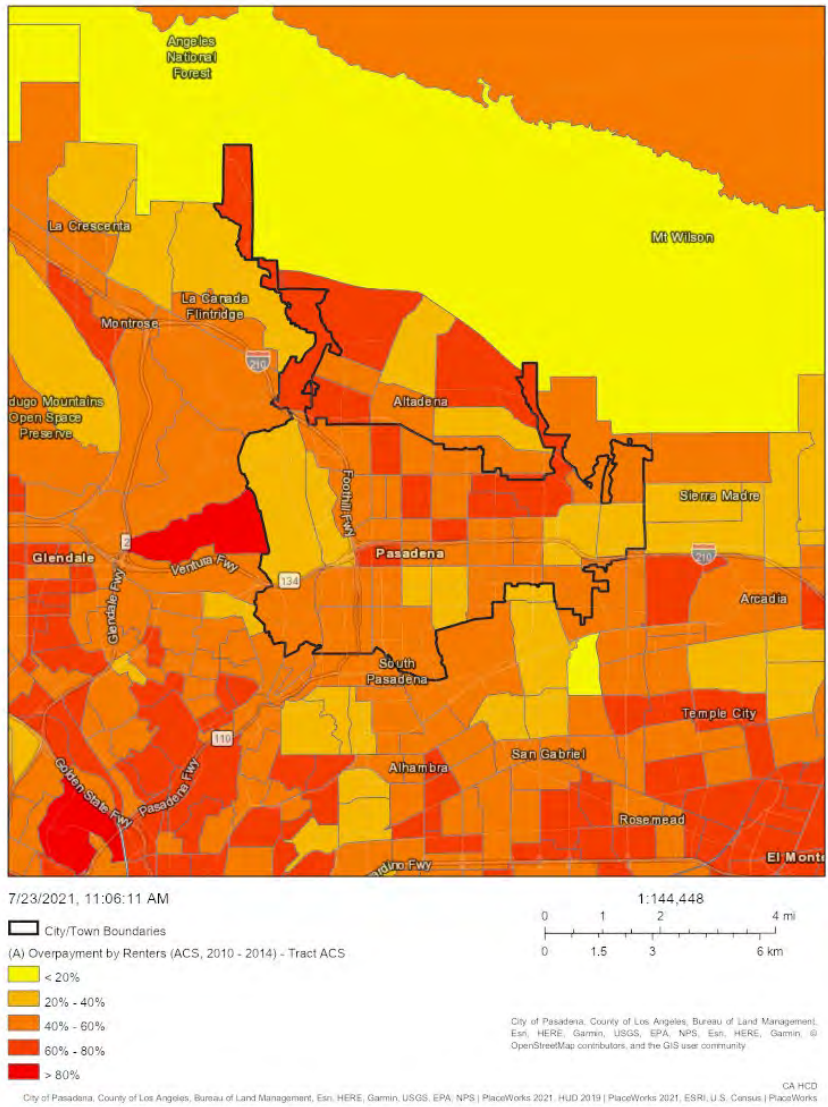 Angeles
National
Forest
La Crescenta
Mt Wilson
La Canada
Flintridge
Montrose
210
dugo Mountains
Open Space
Preserve
Altadena
Foothill Fwy
Sierra Madre
2
Glendale
Ventura Fwy
Pasadena
210
134
Glendale Fwy
Arcadia
South
Pasadena
Temple City
110
San Gabriel
Alhambra
Golden State Fwy
Pasadena Fwy
Rosemead
El Monte
ardino Fwy
7/23/2021, 11:06:11 AM
City/Town Boundaries
(A) Overpayment by Renters (ACS, 2010 - 2014) - Tract ACS
< 20%
20% - 40%
40% - 60%
60% - 80%
> 80%
1:144,448
0 1 2 4 mi
0 1.5 3 6 km
City of Pasadena, County of Los Angeles, Bureau of Land Management,
Esri, HERE, Garmin, USGS, EPA, NPS, Esri, HERE, Garmin, ©
OpenStreetMap contributors, and the GIS user community
CA HCD
City of Pasadena, County of Los Angeles, Bureau of Land Management, Esri, HERE, Garmin, USGS, EPA, NPS | PlaceWorks 2021, HUD 2019 | PlaceWorks 2021, ESRI, U.S. Census | PlaceWorks